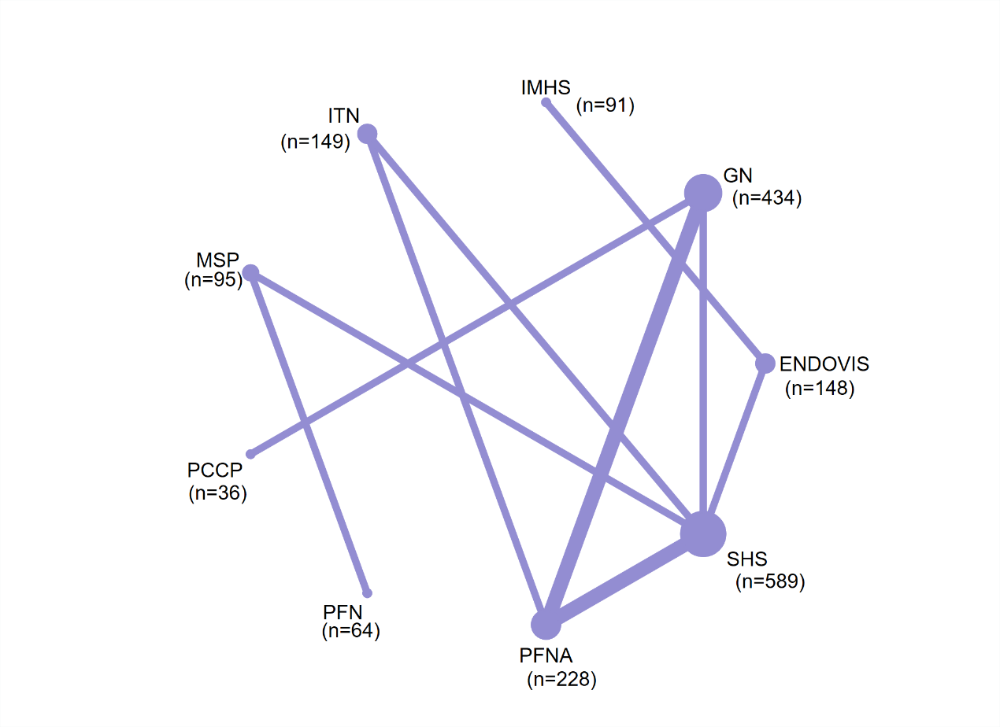 IMHS
(n=91)
ITN
(n=149)
GN
(n=434)
MSP
(n=95)
ENDOVIS
(n=148)
PCCP
(n=36)
SHS
(n=589)
PFN
(n=64)
PFNA
(n=228)